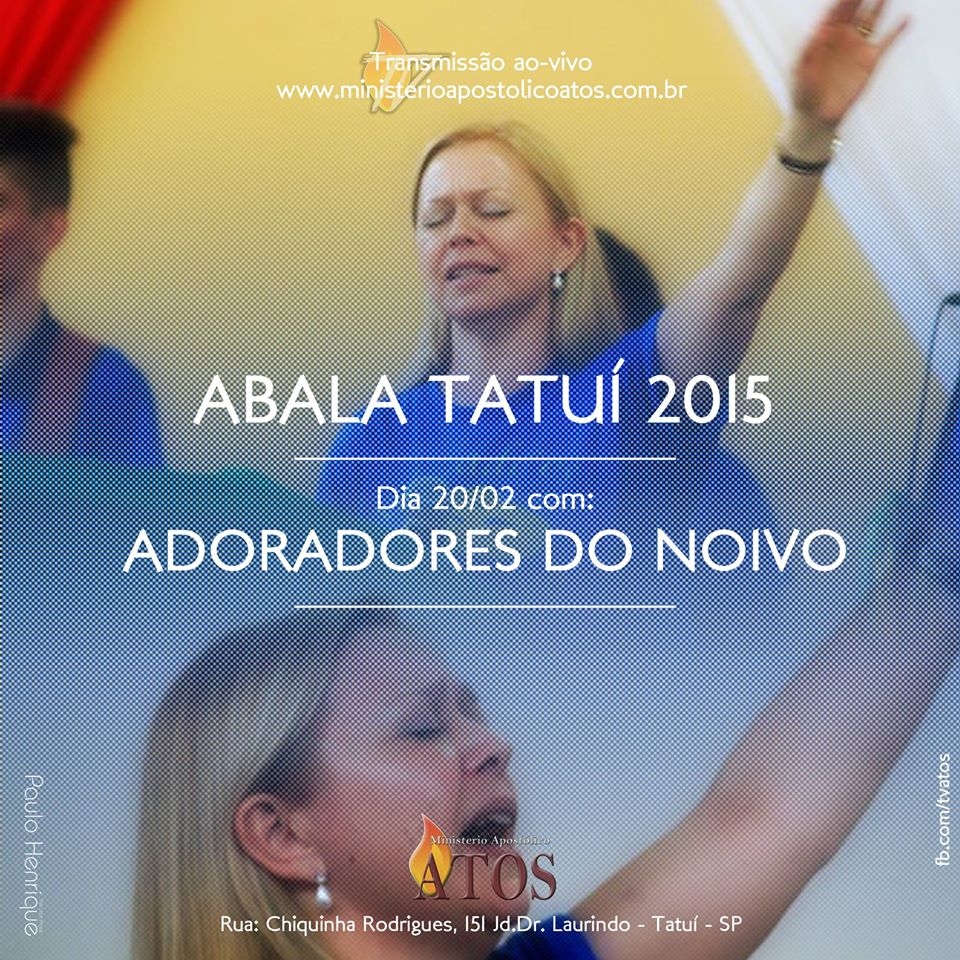 Transmissão ao-vivo
www.ministerioapostolicoatos.com.br
ABALA TATUÍ 2015
Dia 20/02 com:
ADORADORES DO NOIVO
Ministerio Apostólico
ATOS
Rua: Chiquinha Rodrigues, 151 Jd.Dr. Laurindo - Tatuí - SP
Paulo Henrique
fb.com/tvatos